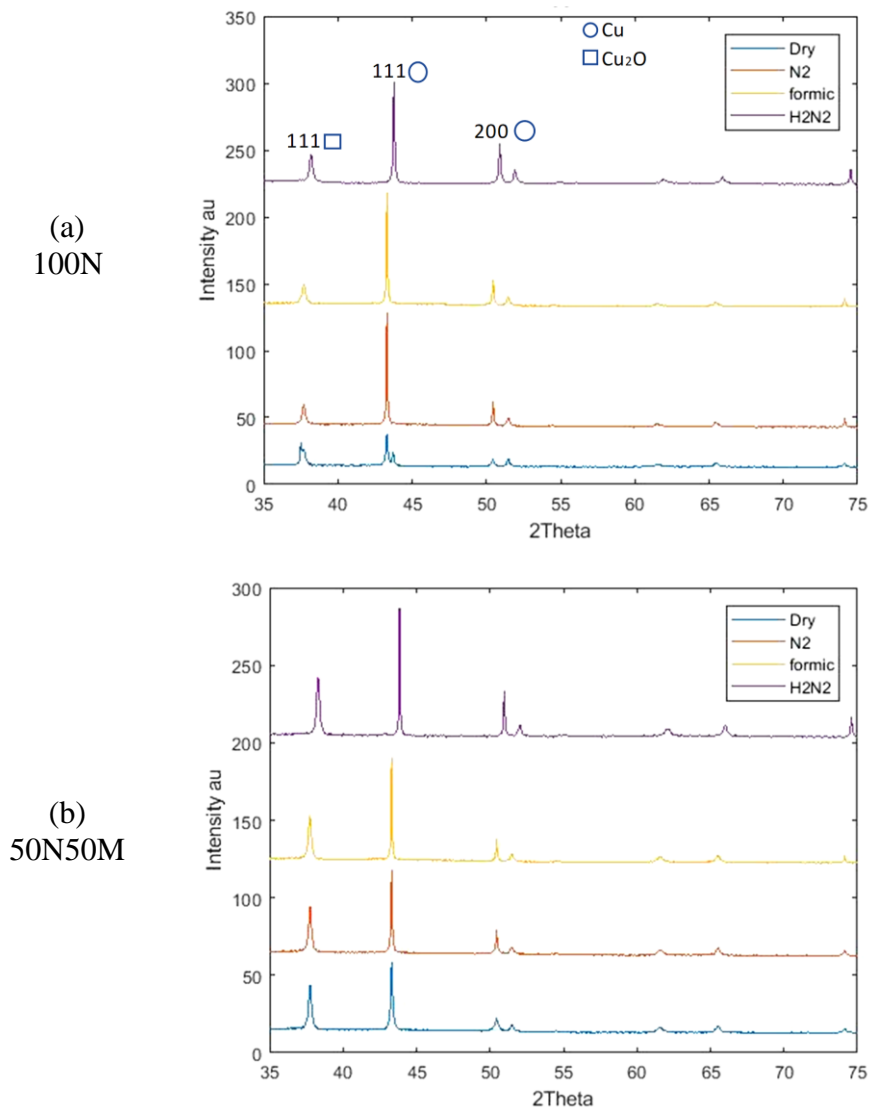 350
300
250
200
150
100
50
0
Intensity au
111 ○
111 □
200 ○
○ Cu
□ Cu₂O
Dry
N2
formic
H2N2
35 40 45 50 55 60 65 70 75
2Theta
(a)
100N
300
250
200
150
100
50
0
Intensity au
Dry
N2
formic
H2N2
35 40 45 50 55 60 65 70 75
2Theta
(b)
50N50M